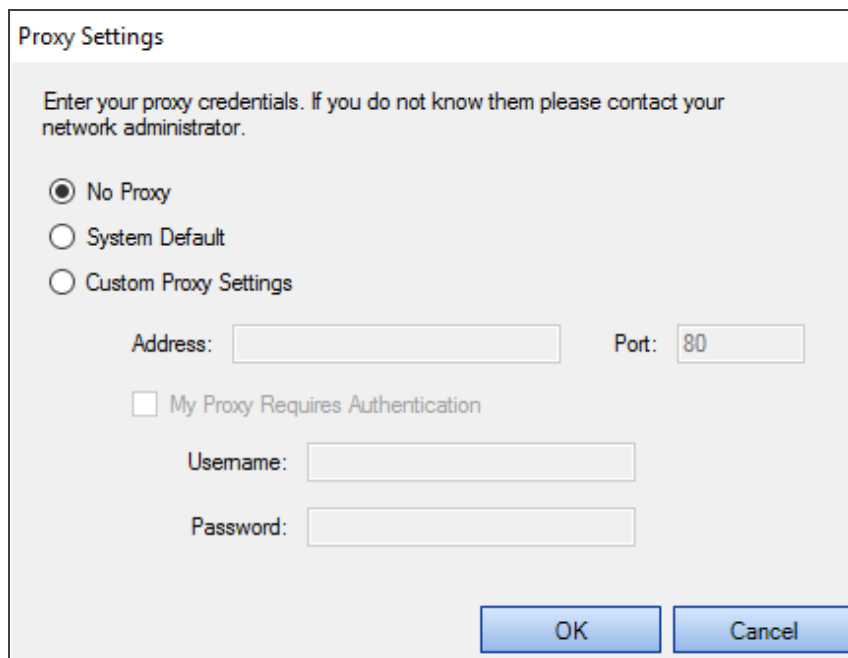 Proxy Settings
Enter your proxy credentials. If you do not know them please contact your
network administrator.
No Proxy
System Default
Custom Proxy Settings
Address:
Port: 80
My Proxy Requires Authentication
Username:
Password:
OK
Cancel